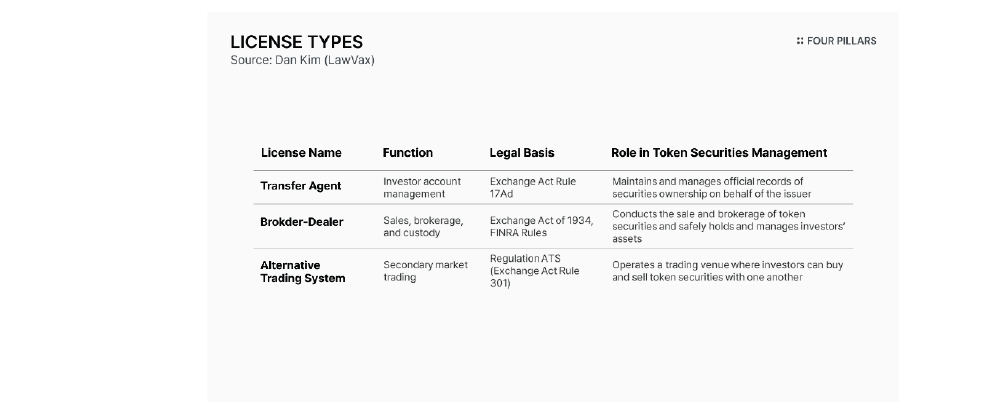 LICENSE TYPES
Source: Dan Kim (LawVax)
:: FOUR PILLARS
License Name Function Legal Basis Role in Token Securities Management
Transfer Agent
Investor account
management
Exchange Act Rule
17Ad
Maintains and manages official records of
securities ownership on behalf of the issuer
Brokder-Dealer
Sales, brokerage,
and custody
Exchange Act of 1934,
FINRA Rules
Conducts the sale and brokerage of token
securities and safely holds and manages investors’
assets
Alternative
Trading System
Secondary market
trading
Regulation ATS
(Exchange Act Rule
301)
Operates a trading venue where investors can buy
and sell token securities with one another